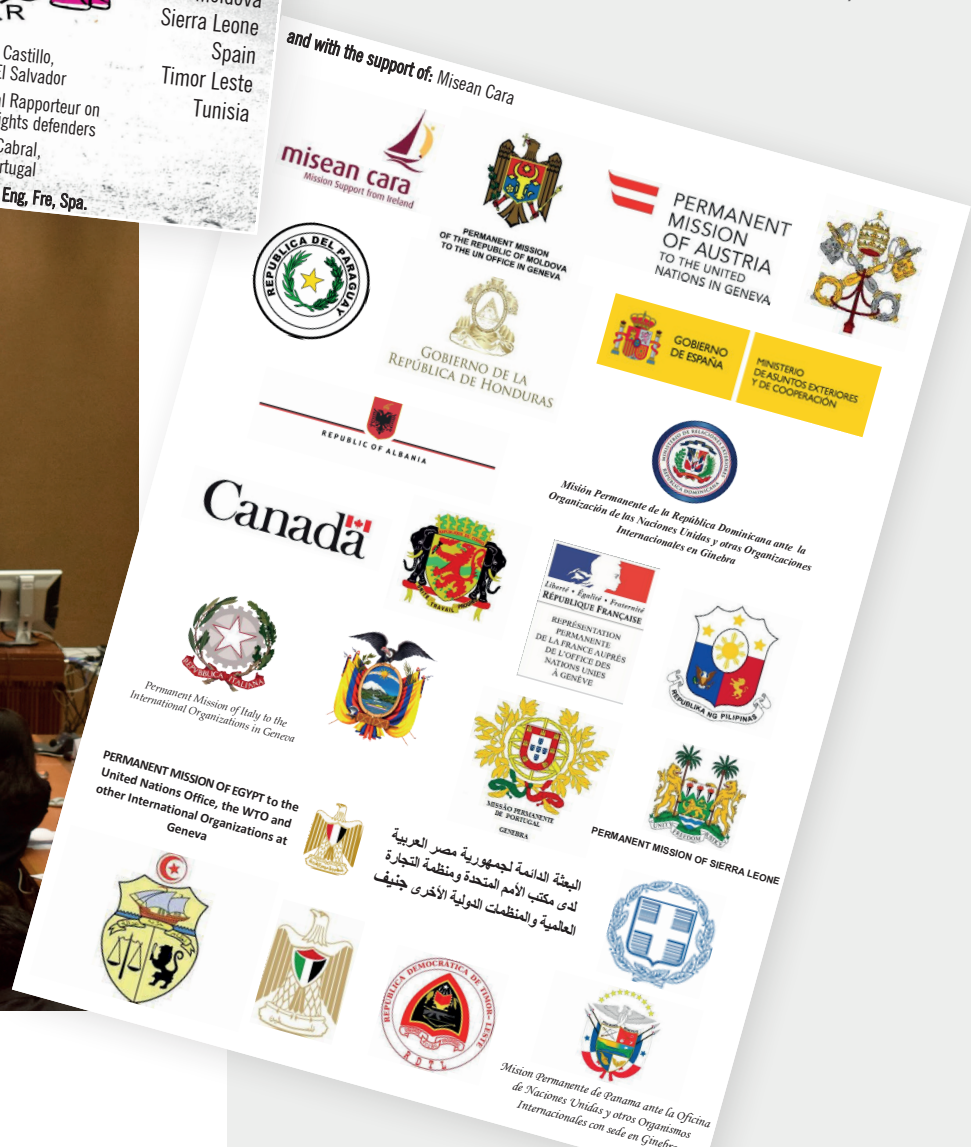 Moldova
Sierra Leone
Spain
Timor Leste
Tunisia
Castillo,
El Salvador
Rapporteur on
ights defenders
Cabral,
rtugal
Eng, Fre, Spa.
and with the support of: Misean Cara
misean cara
Mission Support from Ireland
PERMANENT MISSION
OF THE REPUBLIC OF MOLDOVA
TO THE UN OFFICE IN GENEVA
PERMANENT
MISSION
OF AUSTRIA
TO THE UNITED
NATIONS IN GENEVA
REPUBLICA DEL PARAGUAY
GOBIERNO DE LA
REPÚBLICA DE HONDURAS
GOBIERNO
DE ESPAÑA
MINISTERIO
DE ASUNTOS EXTERIORES
Y DE COOPERACIÓN
REPUBLIC OF ALBANIA
MINISTERIO DE RELACIONES EXTERIORES
REPÚBLICA DOMINICANA
Misión Permanente de la República Dominicana ante la
Organización de las Naciones Unidas y otras Organizaciones
Internacionales en Ginebra
Canada
Liberté • Égalité • Fraternité
RÉPUBLIQUE FRANÇAISE
REPRÉSENTATION
PERMANENTE
DE LA FRANCE AUPRÈS
DE L'OFFICE DES
NATIONS UNIES
À GENÈVE
REPVBBLICA ITALIANA
Permanent Mission of Italy to the
International Organizations in Geneva
REPUBLIKA NG PILIPINAS
MISSÃO PERMANENTE
DE PORTUGAL
GENEBRA
UNITY FREEDOM JUSTICE
PERMANENT MISSION OF SIERRA LEONE
PERMANENT MISSION OF EGYPT to the
United Nations Office, the WTO and
other International Organizations at
Geneva
البعثة الدائمة لجمهورية مصر العربية
لدى مكتب الأمم المتحدة ومنظمة التجارة
العالمية والمنظمات الدولية الأخرى جنيف
REPÚBLICA DEMOCRÁTICA DE TIMOR-LESTE
RDTL
Mision Permanente de Panama ante la Oficina
de Naciones Unidas y otros Organismos
Internacionales con sede en Ginebra